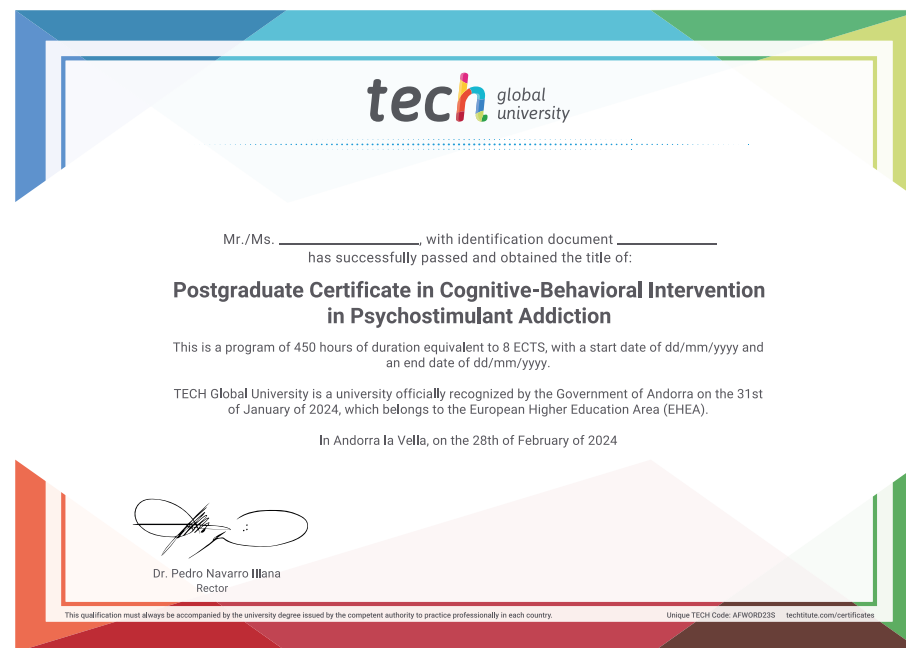 tech global university
Mr./Ms. ____________, with identification document ____________
has successfully passed and obtained the title of:
Postgraduate Certificate in Cognitive-Behavioral Intervention
in Psychostimulant Addiction
This is a program of 450 hours of duration equivalent to 8 ECTS, with a start date of dd/mm/yyyy and
an end date of dd/mm/yyyy.
TECH Global University is a university officially recognized by the Government of Andorra on the 31st
of January of 2024, which belongs to the European Higher Education Area (EHEA).
In Andorra la Vella, on the 28th of February of 2024
Dr. Pedro Navarro Illana
Rector
This qualification must always be accompanied by the university degree issued by the competent authority to practice professionally in each country. Unique TECH Code: AFWORD23S techtitute.com/certificates